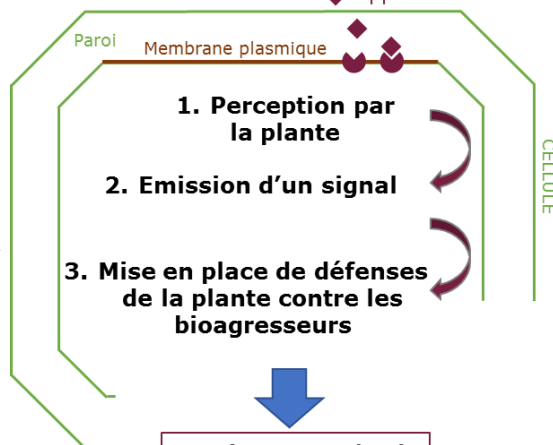 Paroi
Membrane plasmique
1. Perception par
la plante
2. Emission d'un signal
CELLULE
3. Mise en place de défenses
de la plante contre les
bioagresseurs